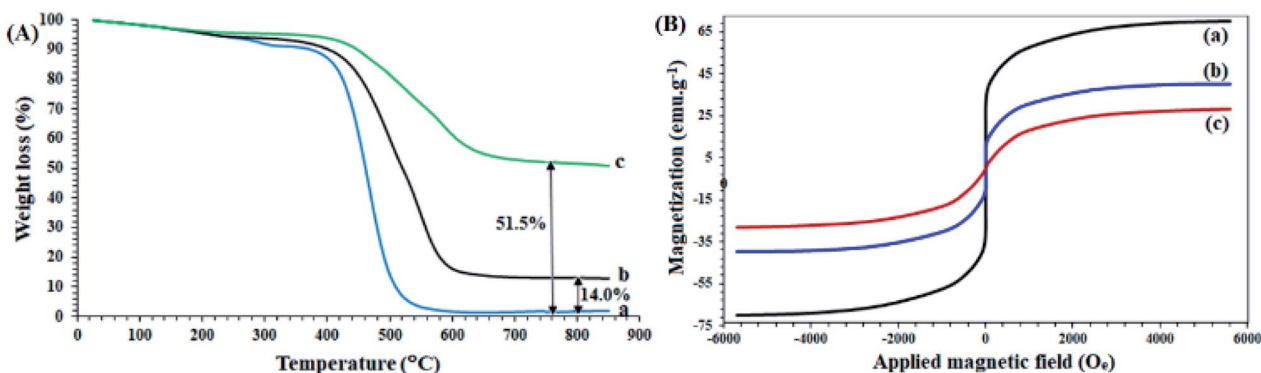 (A)
100
90
80
70
60
50
40
30
20
10
0
Weight loss (%)
c
b
a
51.5%
14.0%
0 100 200 300 400 500 600 700 800 900
Temperature (°C)
(B)
65
45
25
5
-15
-35
-55
-75
Magnetization (emu.g⁻¹)
0
(a)
(b)
(c)
-6000 -4000 -2000 0 2000 4000 6000
Applied magnetic field (Oₑ)